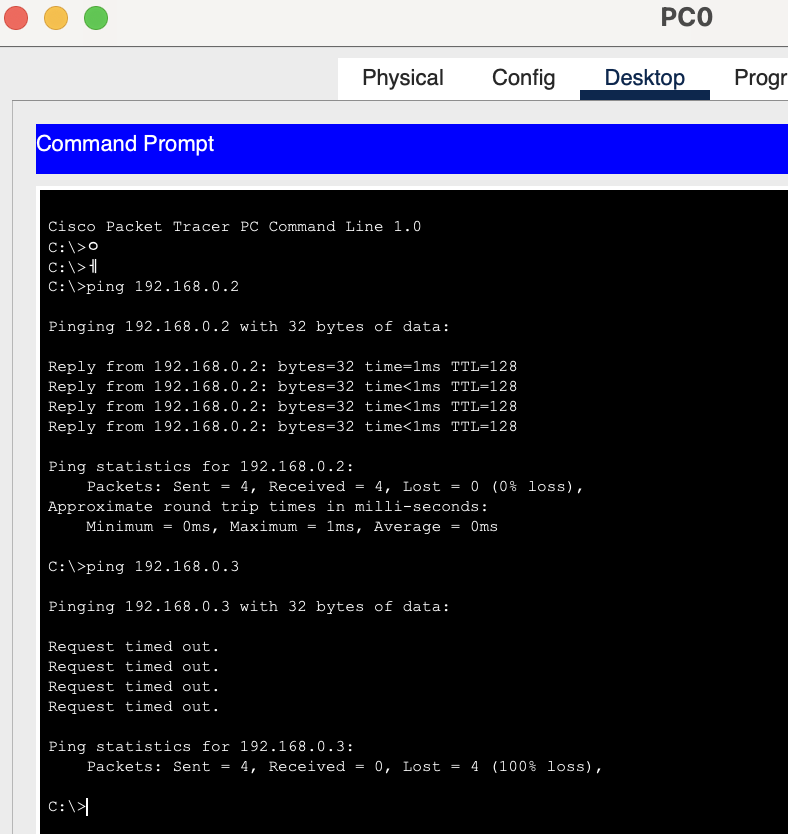 PC0
Physical Config Desktop Progr
Command Prompt
Cisco Packet Tracer PC Command Line 1.0
C:\>ㅇ
C:\>ㅕ
C:\>ping 192.168.0.2
Pinging 192.168.0.2 with 32 bytes of data:
Reply from 192.168.0.2: bytes=32 time=1ms TTL=128
Reply from 192.168.0.2: bytes=32 time<1ms TTL=128
Reply from 192.168.0.2: bytes=32 time<1ms TTL=128
Reply from 192.168.0.2: bytes=32 time<1ms TTL=128
Ping statistics for 192.168.0.2:
Packets: Sent = 4, Received = 4, Lost = 0 (0% loss),
Approximate round trip times in milli-seconds:
Minimum = 0ms, Maximum = 1ms, Average = 0ms
C:\>ping 192.168.0.3
Pinging 192.168.0.3 with 32 bytes of data:
Request timed out.
Request timed out.
Request timed out.
Request timed out.
Ping statistics for 192.168.0.3:
Packets: Sent = 4, Received = 0, Lost = 4 (100% loss),
C:\>